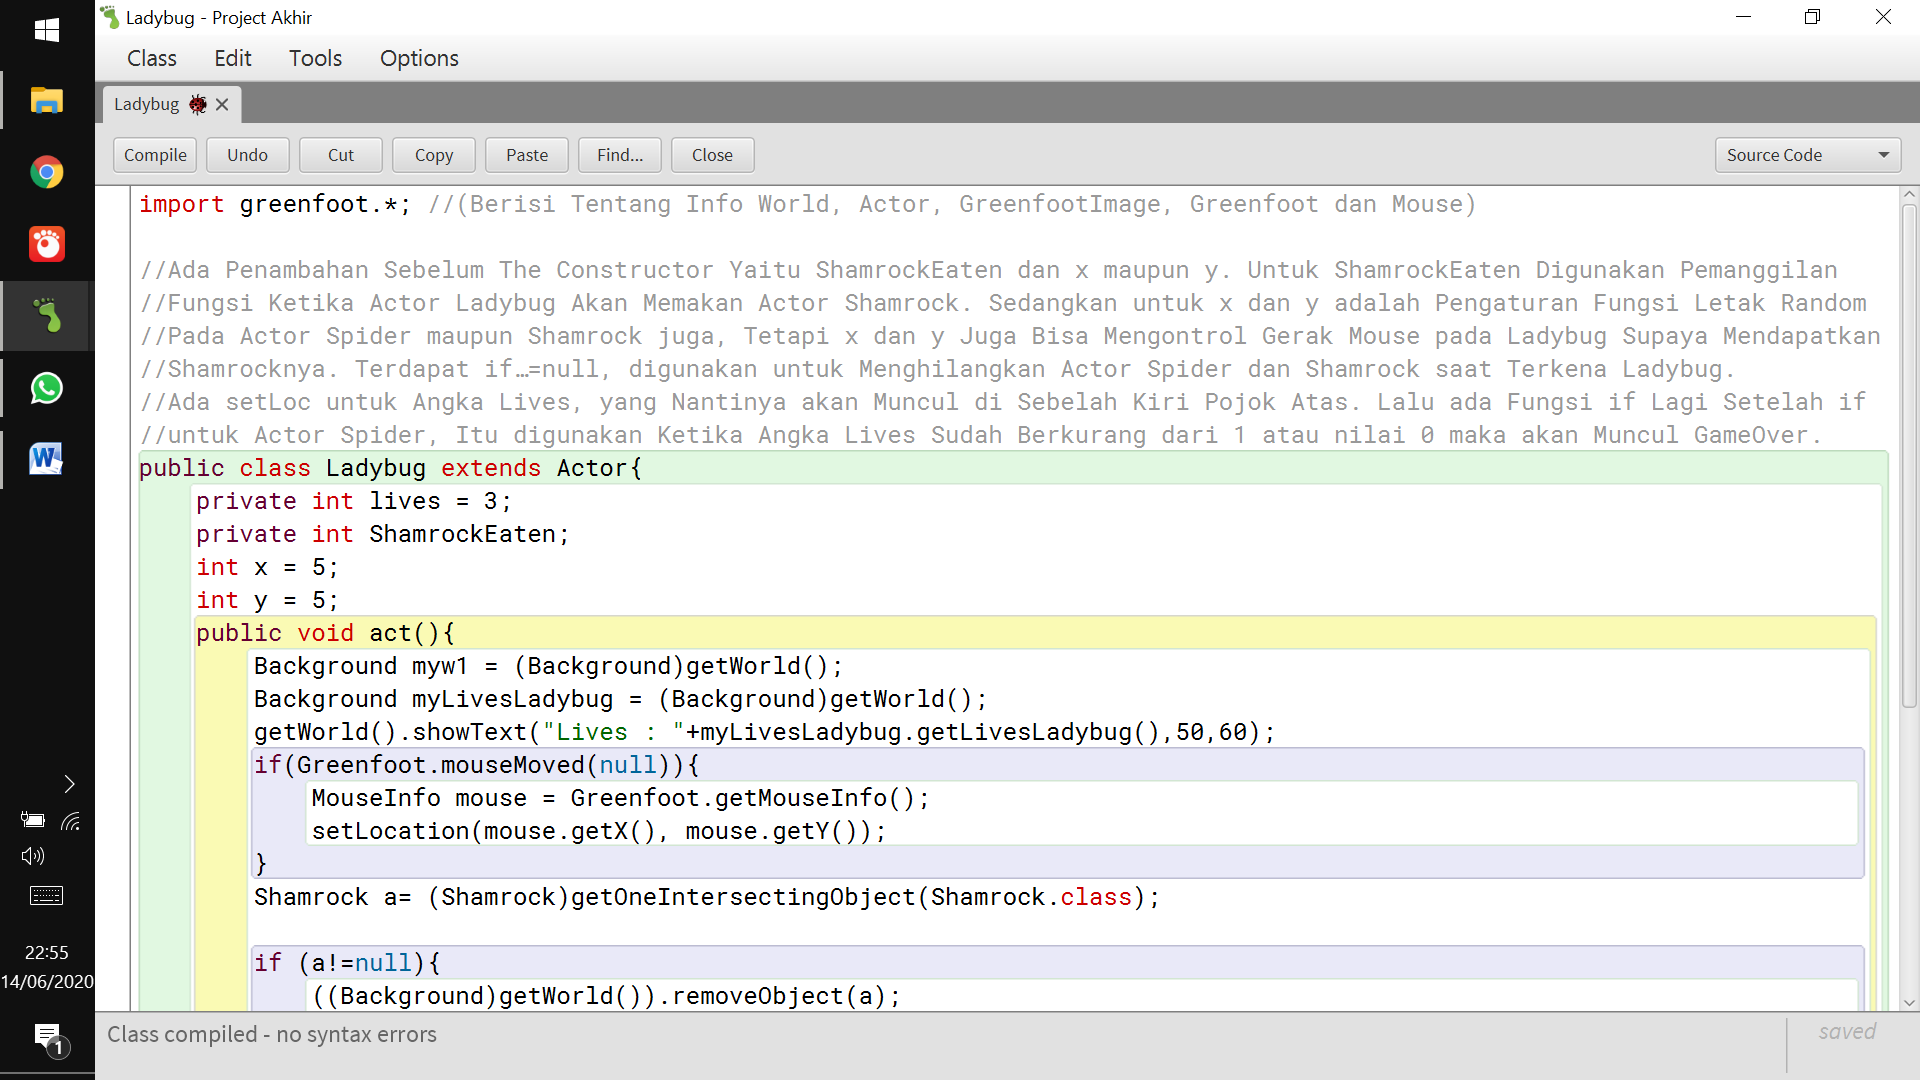 Ladybug - Project Akhir
Class Edit Tools Options
Ladybug
Compile Undo Cut Copy Paste Find... Close Source Code
import greenfoot.*; //(Berisi Tentang Info World, Actor, GreenfootImage, Greenfoot dan Mouse)
//Ada Penambahan Sebelum The Constructor Yaitu ShamrockEaten dan x maupun y. Untuk ShamrockEaten Digunakan Pemanggilan
//Fungsi Ketika Actor Ladybug Akan Memakan Actor Shamrock. Sedangkan untuk x dan y adalah Pengaturan Fungsi Letak Random
//Pada Actor Spider maupun Shamrock juga, Tetapi x dan y Juga Bisa Mengontrol Gerak Mouse pada Ladybug Supaya Mendapatkan
//Shamrocknya. Terdapat if…=null, digunakan untuk Menghilangkan Actor Spider dan Shamrock saat Terkena Ladybug.
//Ada setLoc untuk Angka Lives, yang Nantinya akan Muncul di Sebelah Kiri Pojok Atas. Lalu ada Fungsi if Lagi Setelah if
//untuk Actor Spider, Itu digunakan Ketika Angka Lives Sudah Berkurang dari 1 atau nilai 0 maka akan Muncul GameOver.
public class Ladybug extends Actor{
private int lives = 3;
private int ShamrockEaten;
int x = 5;
int y = 5;
public void act(){
Background myw1 = (Background)getWorld();
Background myLivesLadybug = (Background)getWorld();
getWorld().showText("Lives : "+myLivesLadybug.getLivesLadybug(),50,60);
if(Greenfoot.mouseMoved(null)){
MouseInfo mouse = Greenfoot.getMouseInfo();
setLocation(mouse.getX(), mouse.getY());
}
Shamrock a= (Shamrock)getOneIntersectingObject(Shamrock.class);
if (a!=null){
((Background)getWorld()).removeObject(a);
Class compiled - no syntax errors
saved
22:55
14/06/2020
1